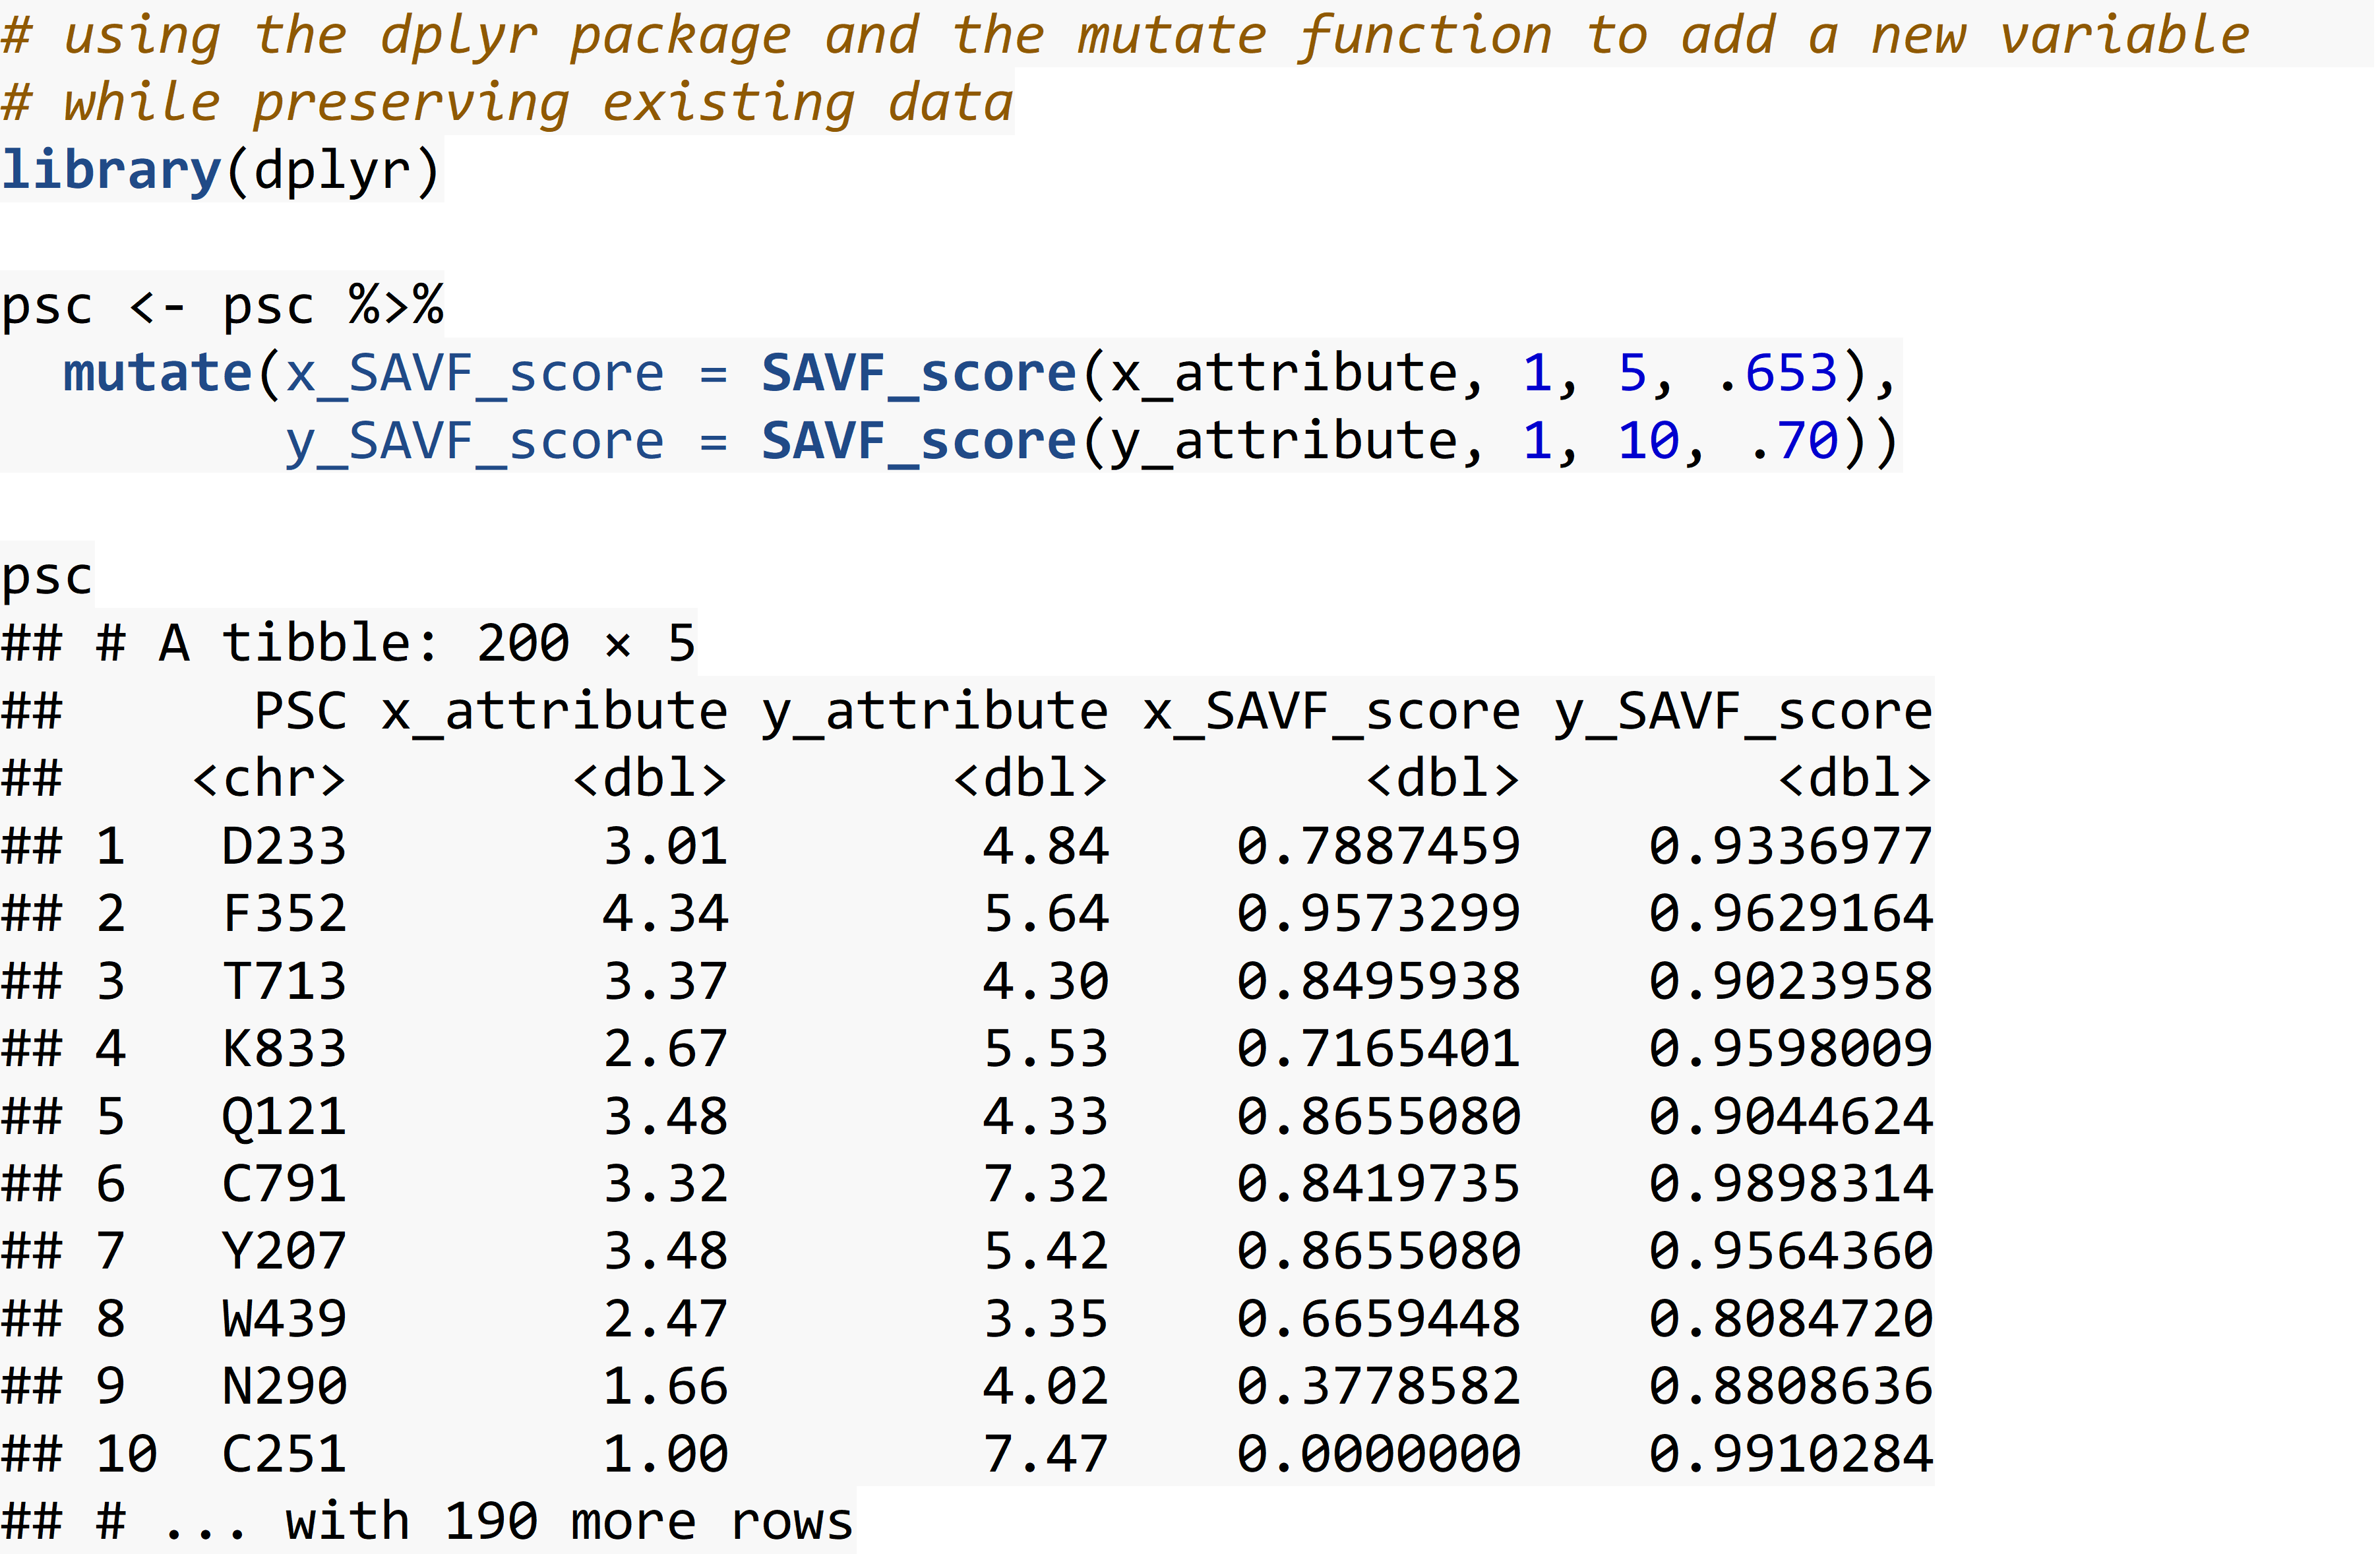 # using the dplyr package and the mutate function to add a new variable
# while preserving existing data
library(dplyr)
psc <- psc %>%
  mutate(x_SAVF_score = SAVF_score(x_attribute, 1, 5, .653),
         y_SAVF_score = SAVF_score(y_attribute, 1, 10, .70))
psc
## # A tibble: 200 × 5
##      PSC x_attribute y_attribute x_SAVF_score y_SAVF_score
##    <chr>       <dbl>       <dbl>        <dbl>        <dbl>
## 1   D233        3.01        4.84    0.7887459    0.9336977
## 2   F352        4.34        5.64    0.9573299    0.9629164
## 3   T713        3.37        4.30    0.8495938    0.9023958
## 4   K833        2.67        5.53    0.7165401    0.9598009
## 5   Q121        3.48        4.33    0.8655080    0.9044624
## 6   C791        3.32        7.32    0.8419735    0.9898314
## 7   Y207        3.48        5.42    0.8655080    0.9564360
## 8   W439        2.47        3.35    0.6659448    0.8084720
## 9   N290        1.66        4.02    0.3778582    0.8808636
## 10  C251        1.00        7.47    0.0000000    0.9910284
## # ... with 190 more rows